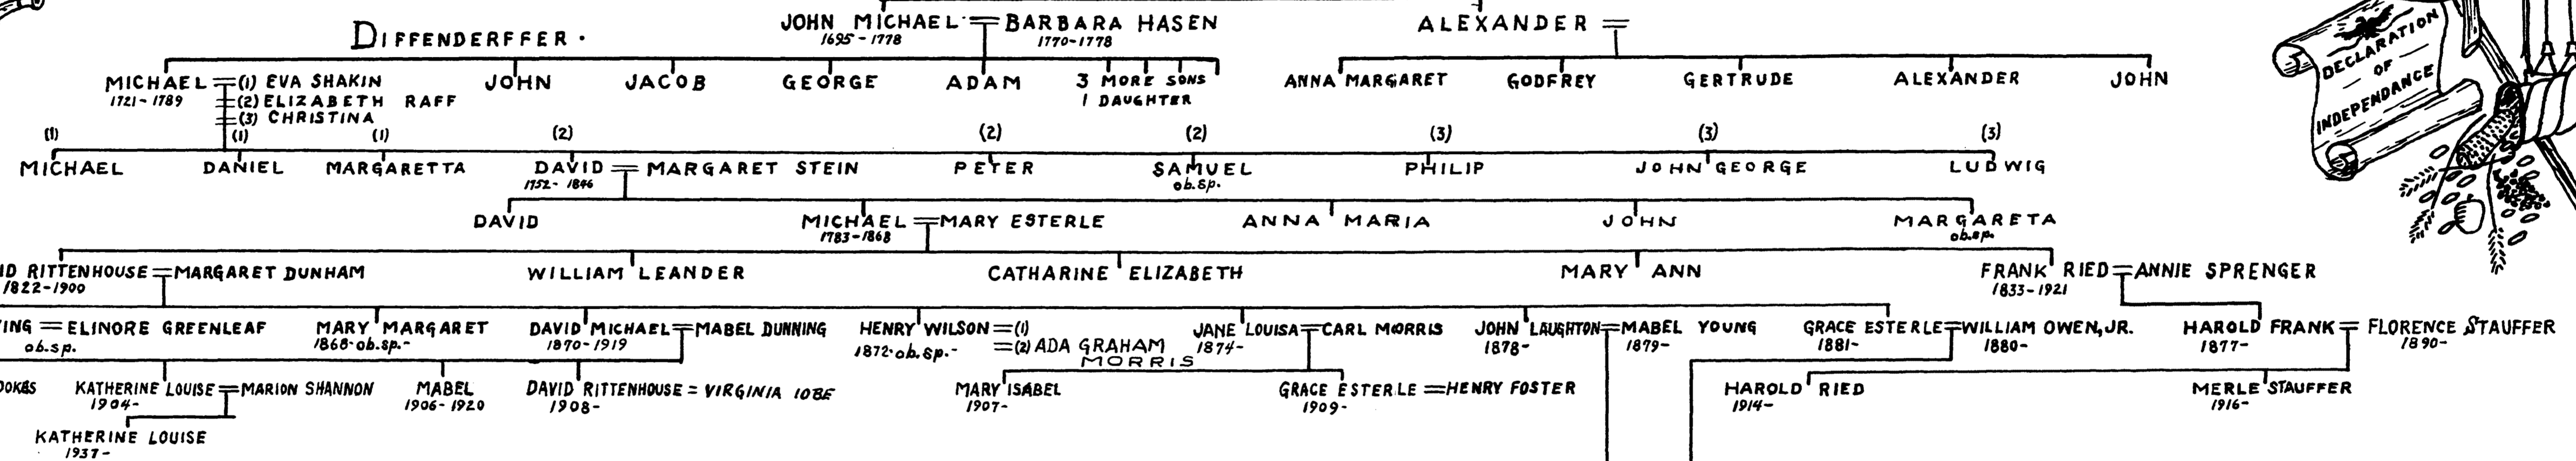 JOHN MICHAEL = BARBARA HASEN ALEXANDER =
1695-1778 1770-1778
DIFFENDERFFER.
DECLARATION
OF
INDEPENDANCE
MICHAEL = (1) EVA SHAKIN JOHN JACOB GEORGE ADAM 3 MORE SONS ANNA MARGARET GODFREY GERTRUDE ALEXANDER JOHN
1721-1789 = (2) ELIZABETH RAFF 1 DAUGHTER
= (3) CHRISTINA
(1) (1) (1) (2) (2) (2) (3) (3) (3)
MICHAEL DANIEL MARGARETTA DAVID = MARGARET STEIN PETER SAMUEL PHILIP JOHN GEORGE LUDWIG
1752-1846 ob.sp.
DAVID MICHAEL = MARY ESTERLE ANNA MARIA JOHN MARGARETA
1783-1868 ob.sp.
ID RITTENHOUSE = MARGARET DUNHAM WILLIAM LEANDER CATHARINE ELIZABETH MARY ANN FRANK RIED = ANNIE SPRENGER
1822-1900 1833-1921
ING = ELINORE GREENLEAF MARY MARGARET DAVID MICHAEL = MABEL DUNNING HENRY WILSON = (1) JANE LOUISA = CARL MORRIS JOHN LAUGHTON = MABEL YOUNG GRACE ESTERLE = WILLIAM OWEN, JR. HAROLD FRANK = FLORENCE STAUFFER
ob.sp. 1868-ob.sp.- 1870-1919 1872-ob.sp.- = (2) ADA GRAHAM 1874- 1878- 1879- 1881- 1880- 1877- 1890-
MORRIS
OOKES KATHERINE LOUISE = MARION SHANNON MABEL DAVID RITTENHOUSE = VIRGINIA IOBE MARY ISABEL GRACE ESTERLE = HENRY FOSTER HAROLD RIED MERLE STAUFFER
1904- 1906-1920 1908- 1907- 1909- 1914- 1916-
KATHERINE LOUISE
1937-